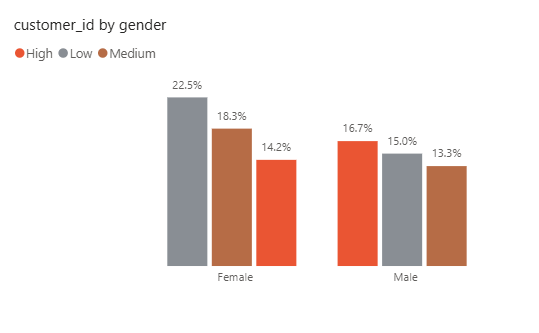 customer_id by gender
High Low Medium
22.5%
18.3%
14.2%
16.7%
15.0%
13.3%
Female
Male